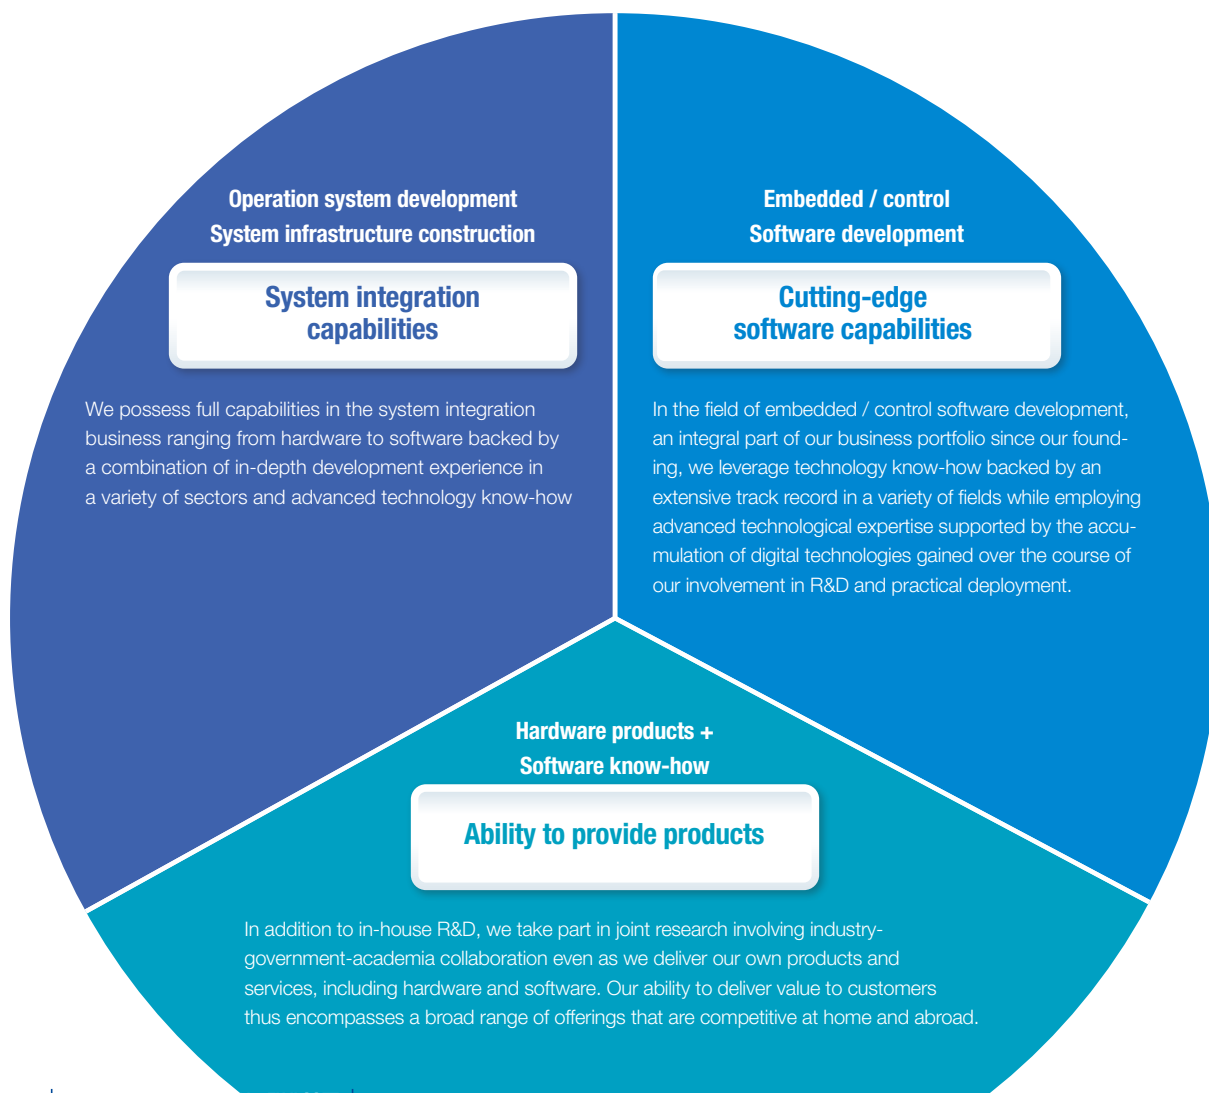 Operation system development
System infrastructure construction
System integration
capabilities
We possess full capabilities in the system integration
business ranging from hardware to software backed by
a combination of in-depth development experience in
a variety of sectors and advanced technology know-how
Embedded / control
Software development
Cutting-edge
software capabilities
In the field of embedded / control software development,
an integral part of our business portfolio since our found-
ing, we leverage technology know-how backed by an
extensive track record in a variety of fields while employing
advanced technological expertise supported by the accu-
mulation of digital technologies gained over the course of
our involvement in R&D and practical deployment.
Hardware products +
Software know-how
Ability to provide products
In addition to in-house R&D, we take part in joint research involving industry-
government-academia collaboration even as we deliver our own products and
services, including hardware and software. Our ability to deliver value to customers
thus encompasses a broad range of offerings that are competitive at home and abroad.